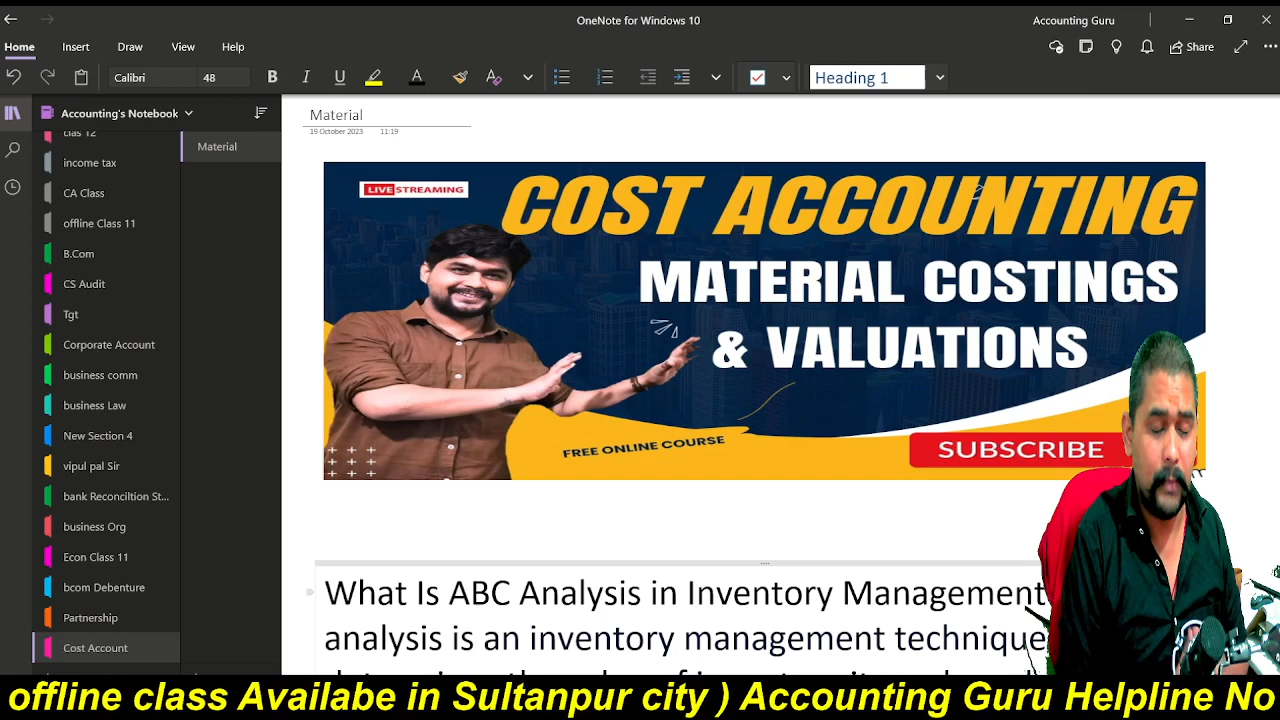 OneNote for Windows 10
Accounting Guru
Home Insert Draw View Help
Share
Calibri 48 B I U A A Heading 1
Accounting's Notebook
clas 12
income tax
CA Class
offline Class 11
B.Com
CS Audit
Tgt
Corporate Account
business comm
business Law
New Section 4
vipul pal Sir
bank Reconciltion St...
business Org
Econ Class 11
bcom Debenture
Partnership
Cost Account
Material
Material
19 October 2023 11:19
LIVE STREAMING
COST ACCOUNTING
MATERIAL COSTINGS
& VALUATIONS
FREE ONLINE COURSE
SUBSCRIBE
What Is ABC Analysis in Inventory Management
analysis is an inventory management technique
offline class Availabe in Sultanpur city ) Accounting Guru Helpline No